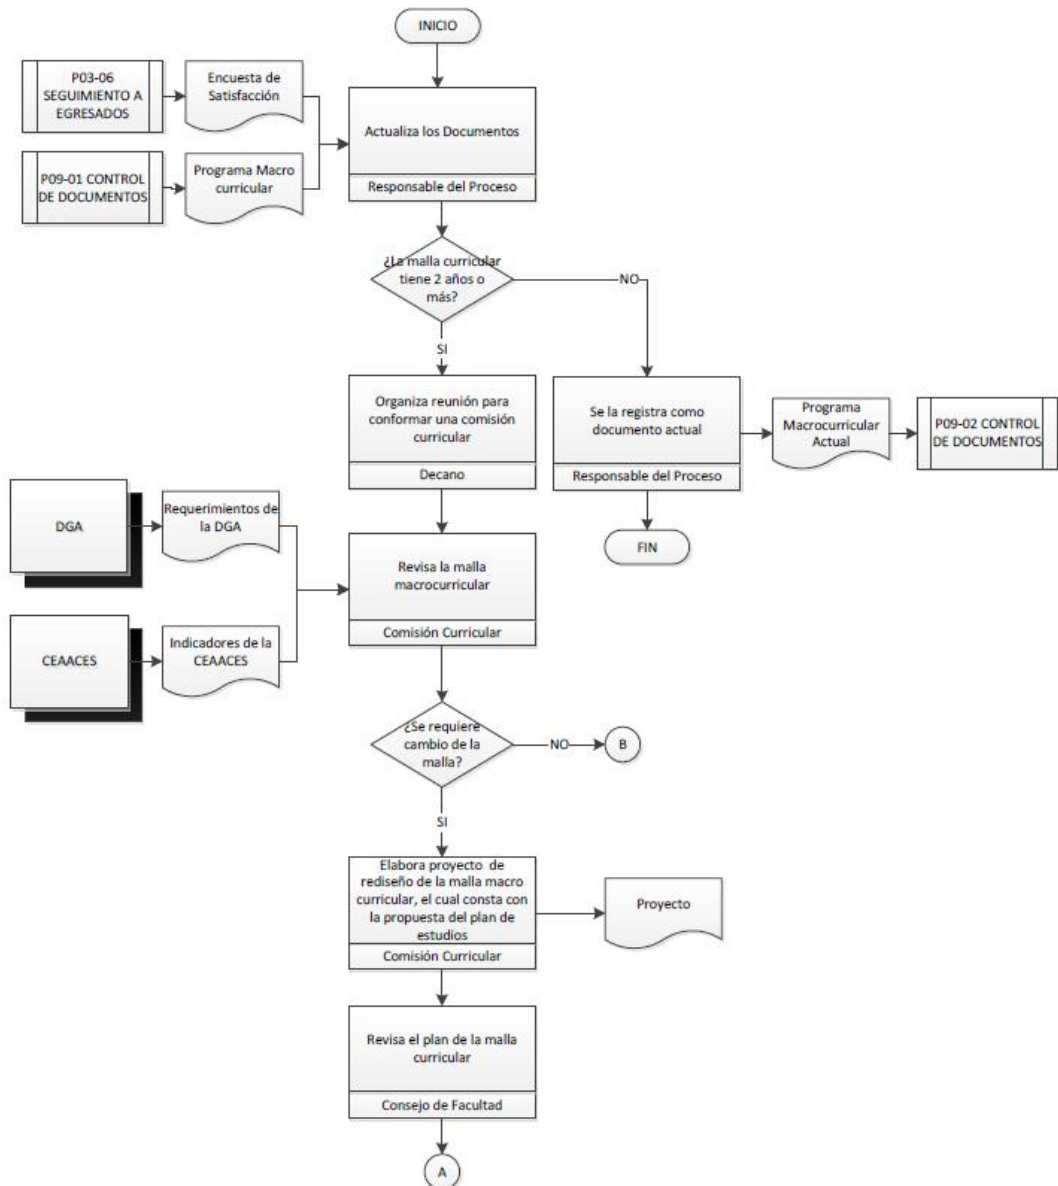 INICIO
P03-06
SEGUIMIENTO A
EGRESADOS
Encuesta de
Satisfacción
Actualiza los Documentos
Responsable del Proceso
P09-01 CONTROL
DE DOCUMENTOS
Programa Macro
curricular
¿La malla curricular
tiene 2 años o
más?
NO
SI
Organiza reunión para
conformar una comisión
curricular
Decano
Se la registra como
documento actual
Responsable del Proceso
Programa
Macrocurricular
Actual
P09-02 CONTROL
DE DOCUMENTOS
FIN
DGA
Requerimientos de
la DGA
Revisa la malla
macrocurricular
Comisión Curricular
CEAACES
Indicadores de la
CEAACES
¿Se requiere
cambio de la
malla?
NO
B
SI
Elabora proyecto de
rediseño de la malla macro
curricular, el cual consta con
la propuesta del plan de
estudios
Comisión Curricular
Proyecto
Revisa el plan de la malla
curricular
Consejo de Facultad
A